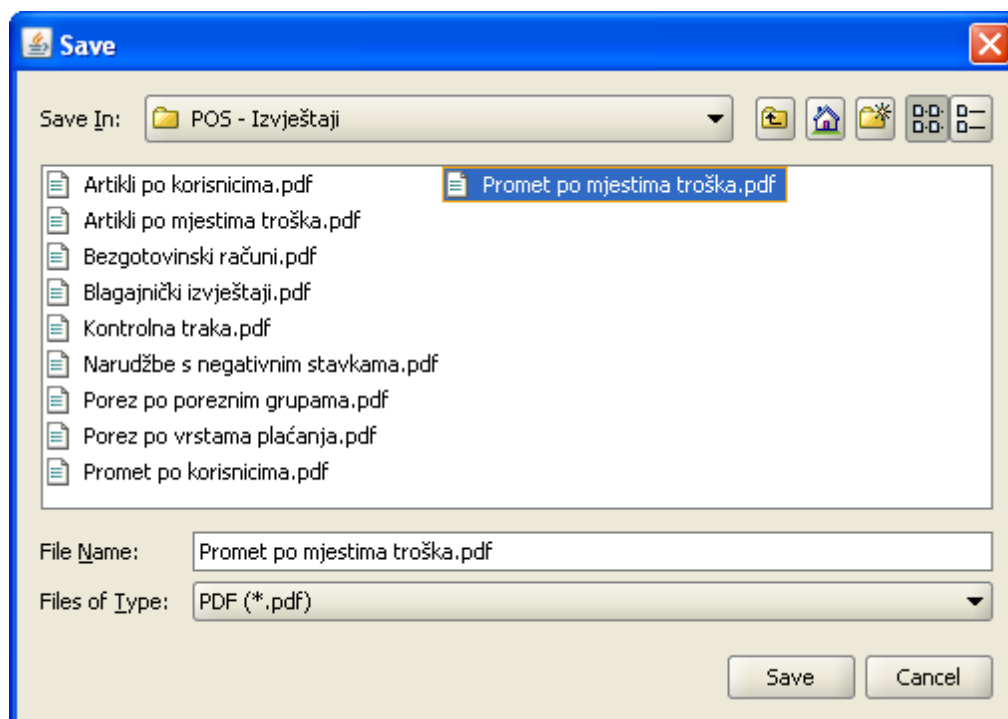 Save
Save In: POS - Izvještaji
Artikli po korisnicima.pdf
Artikli po mjestima troška.pdf
Bezgotovinski računi.pdf
Blagajnički izvještaji.pdf
Kontrolna traka.pdf
Narudžbe s negativnim stavkama.pdf
Porez po poreznim grupama.pdf
Porez po vrstama plaćanja.pdf
Promet po korisnicima.pdf
Promet po mjestima troška.pdf
File Name: Promet po mjestima troška.pdf
Files of Type: PDF (*.pdf)
Save Cancel